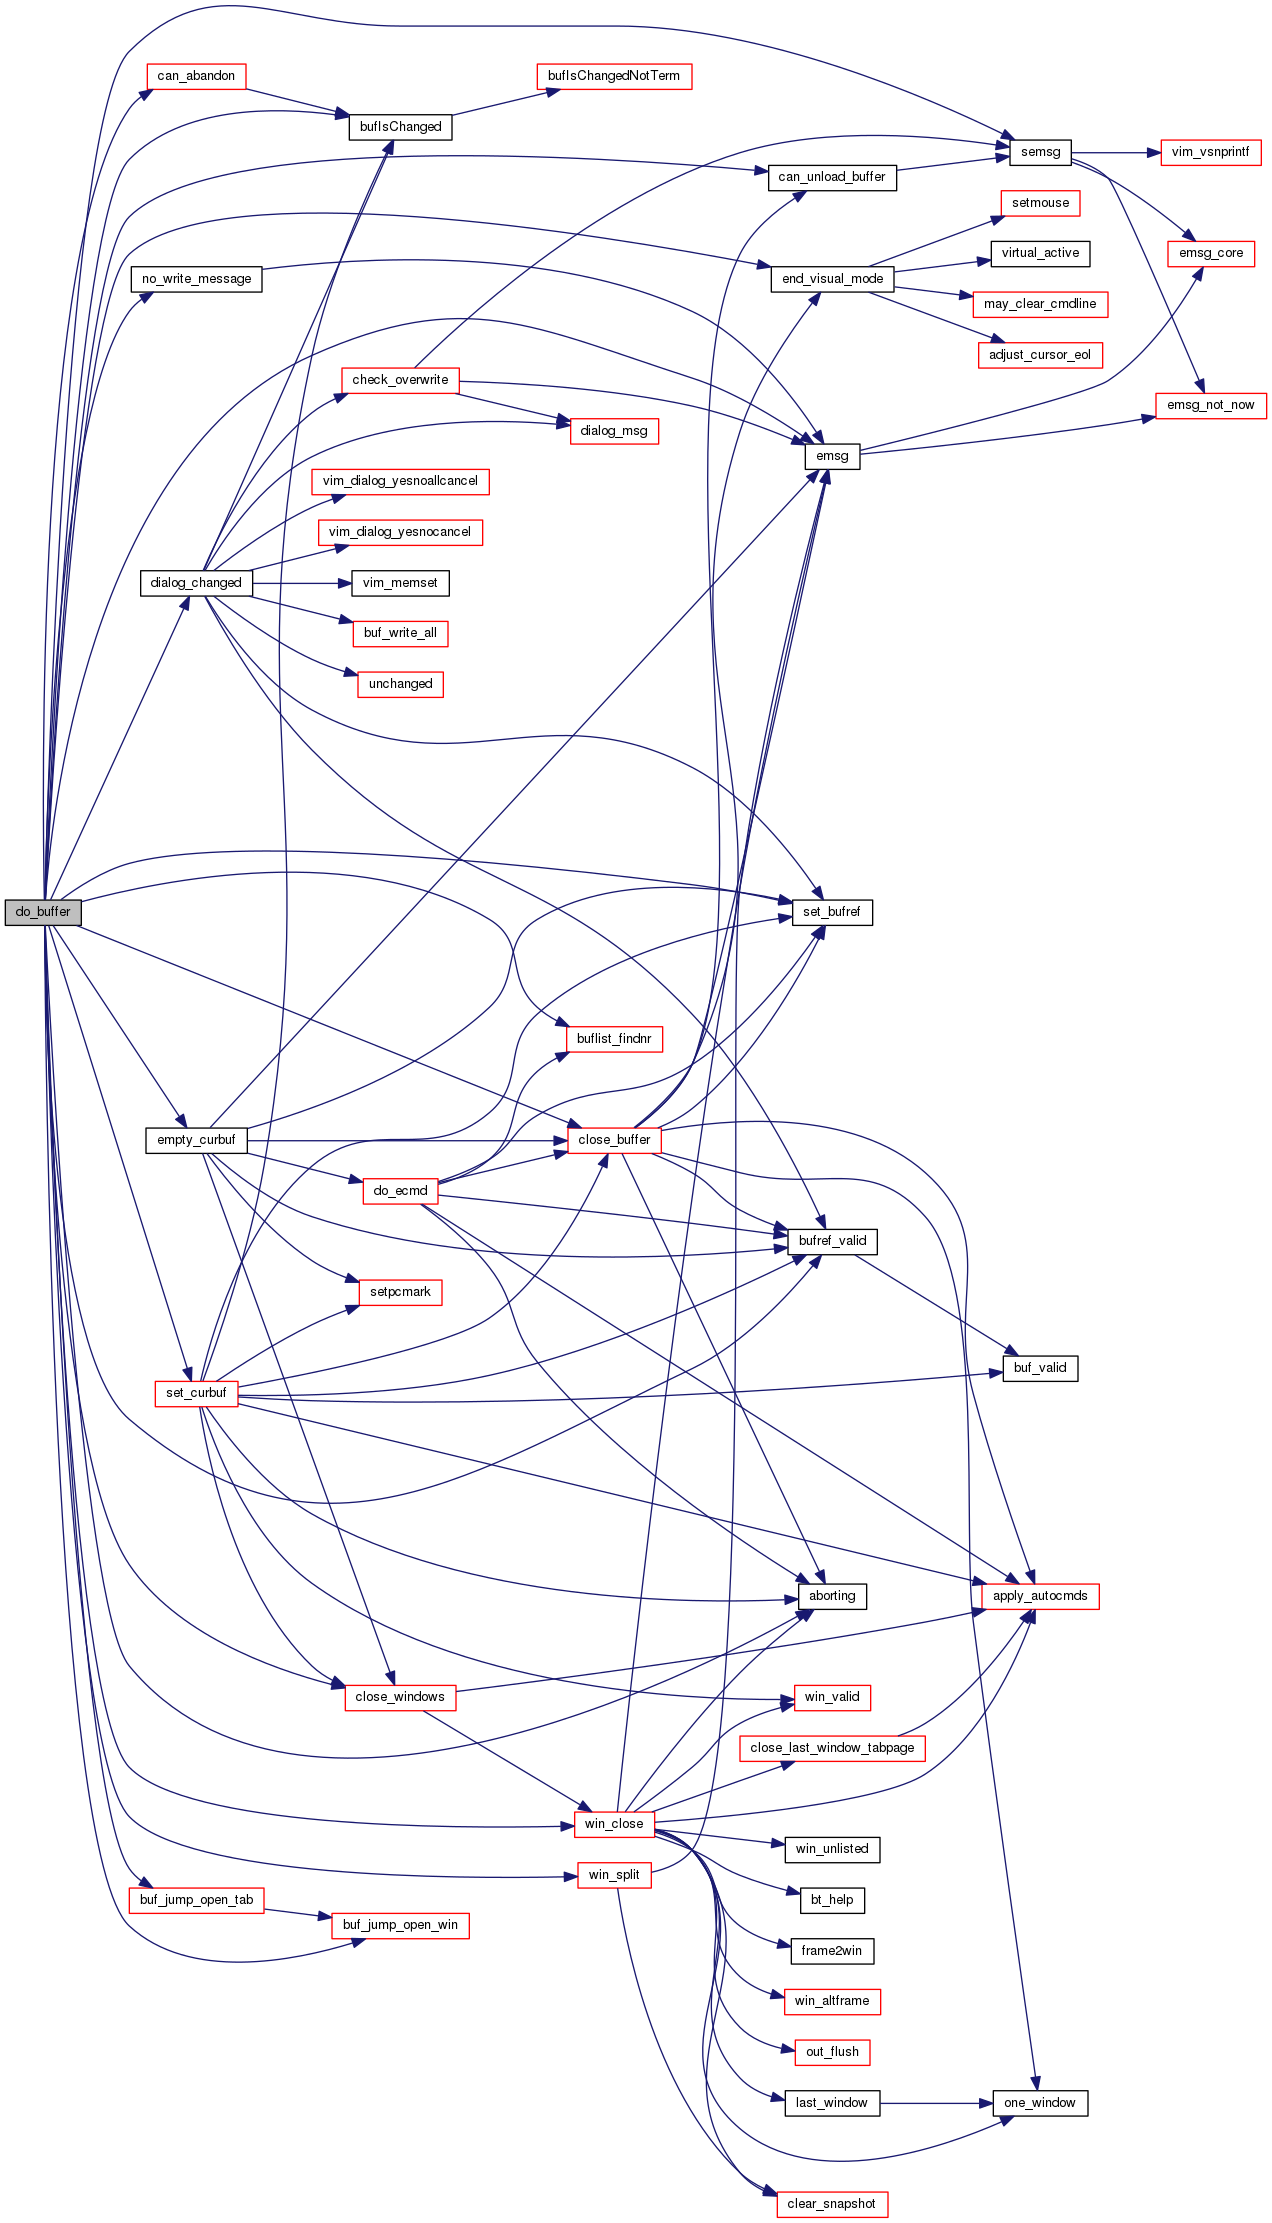 can_abandon
bufIsChangedNotTerm
bufIsChanged
semsg
vim_vsnprintf
can_unload_buffer
setmouse
virtual_active
emsg_core
no_write_message
end_visual_mode
may_clear_cmdline
adjust_cursor_eol
check_overwrite
emsg_not_now
dialog_msg
emsg
vim_dialog_yesnoallcancel
vim_dialog_yesnocancel
dialog_changed
vim_memset
buf_write_all
unchanged
do_buffer
set_bufref
buflist_findnr
empty_curbuf
close_buffer
do_ecmd
bufref_valid
setpcmark
buf_valid
set_curbuf
aborting
apply_autocmds
close_windows
win_valid
close_last_window_tabpage
win_close
win_unlisted
win_split
bt_help
buf_jump_open_tab
buf_jump_open_win
frame2win
win_altframe
out_flush
last_window
one_window
clear_snapshot